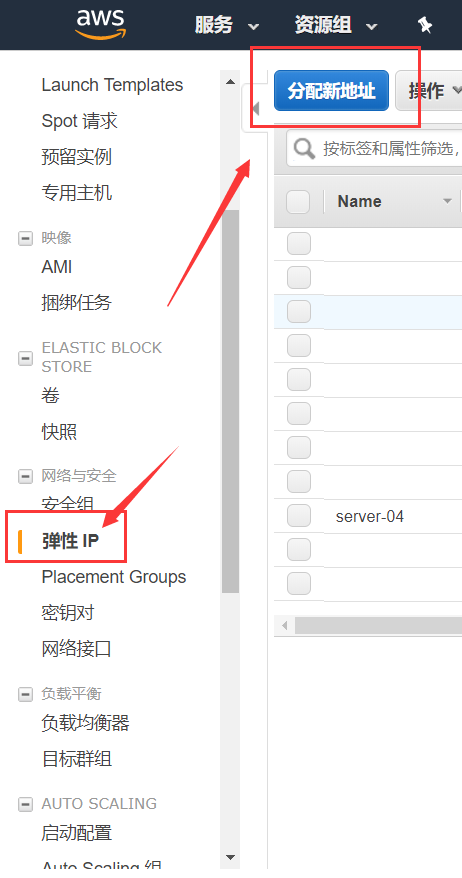 aws 服务 资源组
Launch Templates
Spot 请求
预留实例
专用主机
映像
AMI
捆绑任务
ELASTIC BLOCK
STORE
卷
快照
网络与安全
安全组
弹性 IP
Placement Groups
密钥对
网络接口
负载平衡
负载均衡器
目标群组
AUTO SCALING
启动配置
Auto Scaling 组
分配新地址 操作
按标签和属性筛选，
Name
server-04